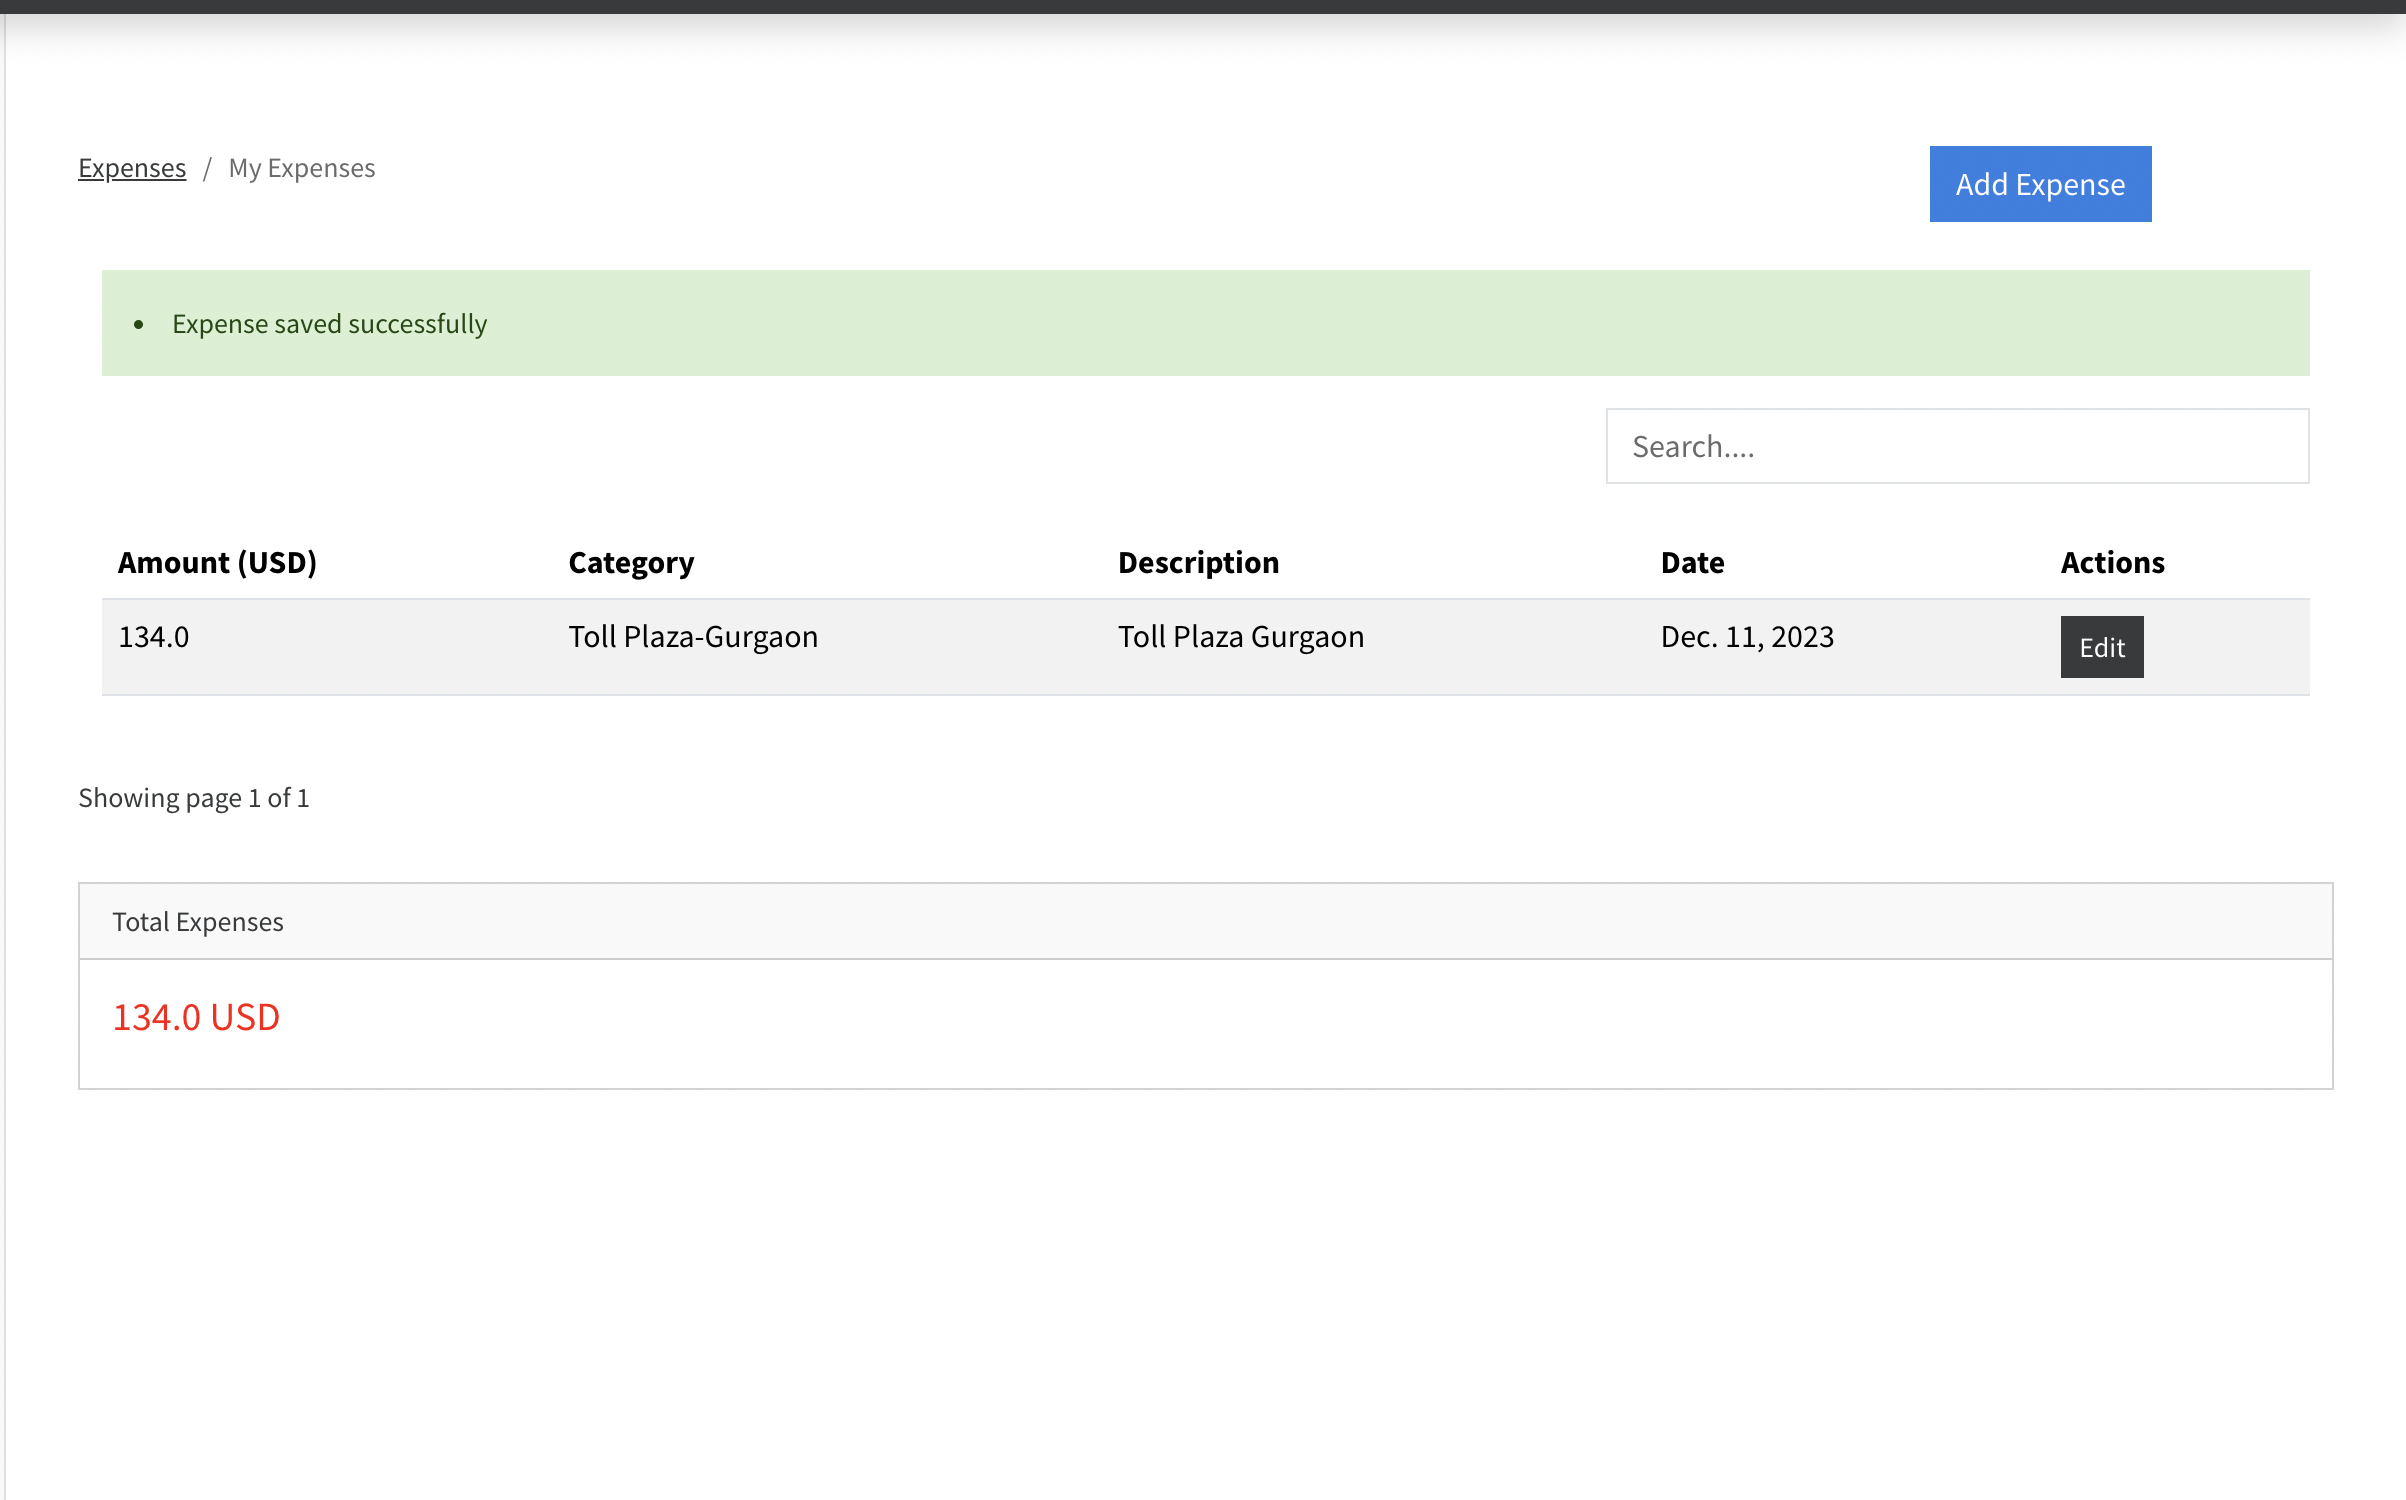 Expenses / My Expenses
Add Expense
• Expense saved successfully
Search....
Amount (USD) Category Description Date Actions
134.0 Toll Plaza-Gurgaon Toll Plaza Gurgaon Dec. 11, 2023 Edit
Showing page 1 of 1
Total Expenses
134.0 USD